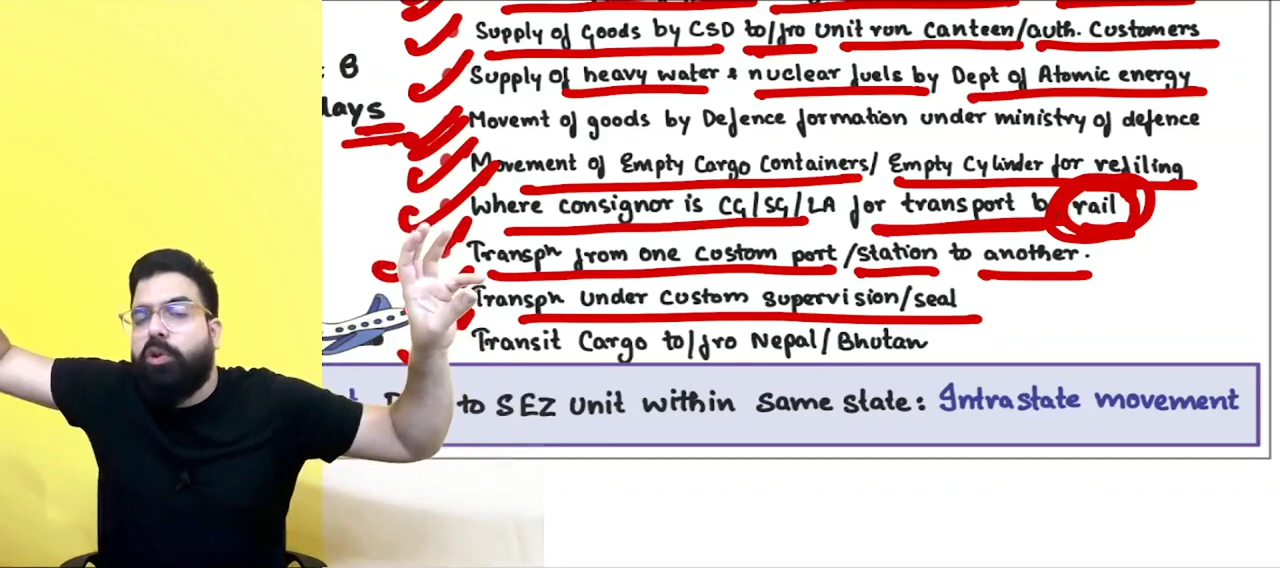 Supply of Goods by CSD to/fro Unit run Canteen/auth. Customers
: B
Supply of heavy water & nuclear fuels by Dept of Atomic energy
days
Movemt of goods by Defence formation under ministry of defence
Movement of Empty Cargo Containers/ Empty Cylinder for refiling
Where consignor is CG/SG/LA for transport by rail
Transpn from one Custom port /station to another.
Transpn under Custom supervision/seal
Transit Cargo to/fro Nepal/Bhutan
to SEZ Unit within same state: Intrastate movement